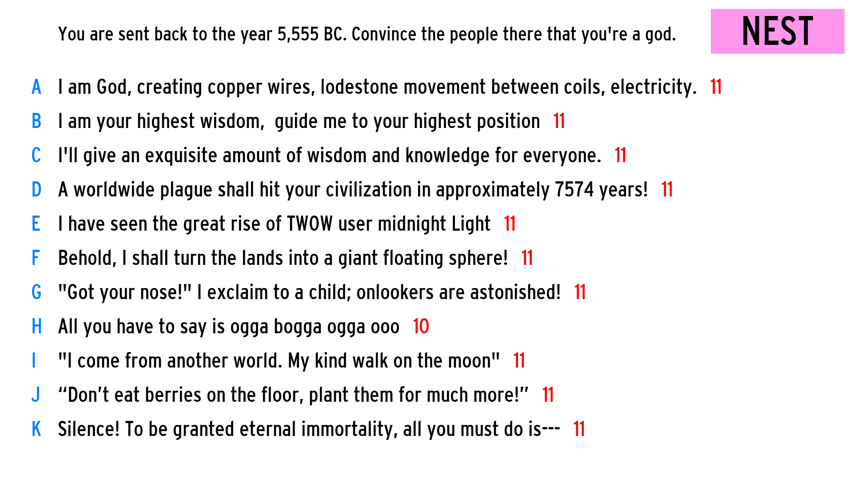 You are sent back to the year 5,555 BC. Convince the people there that you're a god.
NEST
A I am God, creating copper wires, lodestone movement between coils, electricity. 11
B I am your highest wisdom,  guide me to your highest position 11
C I'll give an exquisite amount of wisdom and knowledge for everyone. 11
D A worldwide plague shall hit your civilization in approximately 7574 years! 11
E I have seen the great rise of TWOW user midnight Light 11
F Behold, I shall turn the lands into a giant floating sphere! 11
G "Got your nose!" I exclaim to a child; onlookers are astonished! 11
H All you have to say is ogga bogga ogga ooo 10
I "I come from another world. My kind walk on the moon" 11
J “Don’t eat berries on the floor, plant them for much more!” 11
K Silence! To be granted eternal immortality, all you must do is--- 11